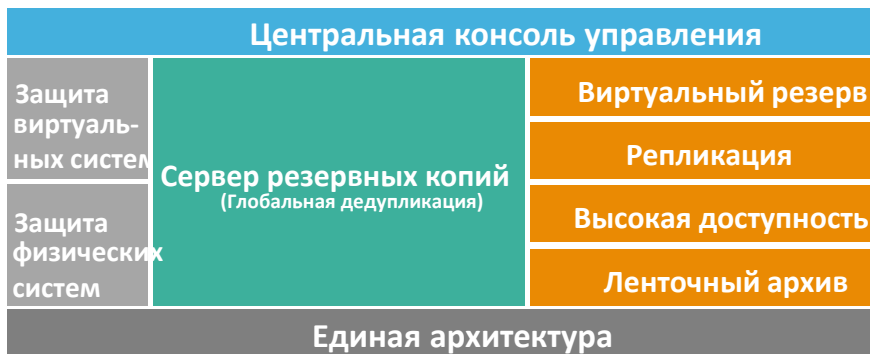 Центральная консоль управления
Защита
виртуаль-
ных систем
Защита
физических
систем
Сервер резервных копий
(Глобальная дедупликация)
Виртуальный резерв
Репликация
Высокая доступность
Ленточный архив
Единая архитектура